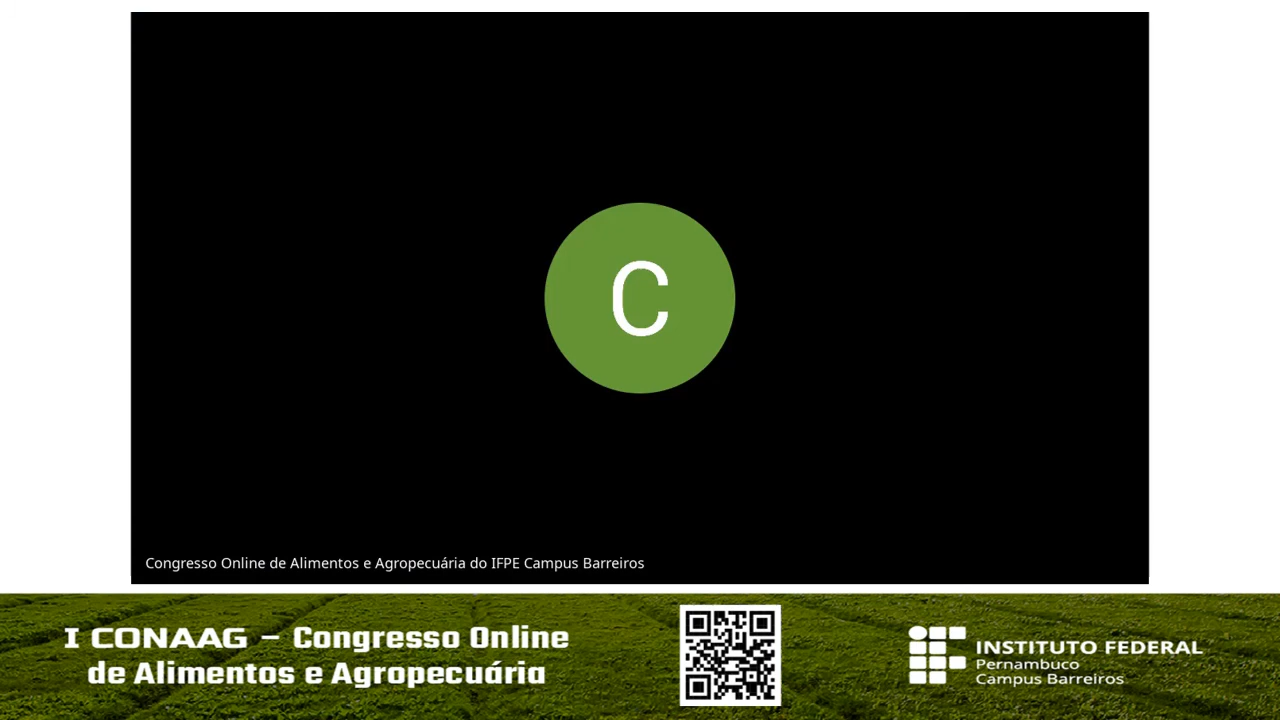 C
Congresso Online de Alimentos e Agropecuária do IFPE Campus Barreiros
I CONAAG – Congresso Online
de Alimentos e Agropecuária
INSTITUTO FEDERAL
Pernambuco
Campus Barreiros